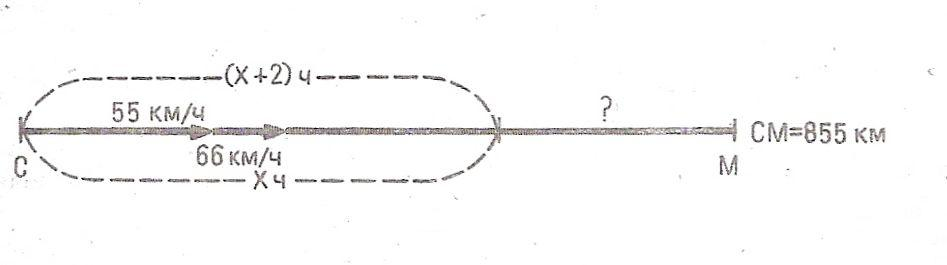 (X+2) ч
55 км/ч
?
СМ=855 км
66 км/ч
С
М
X ч